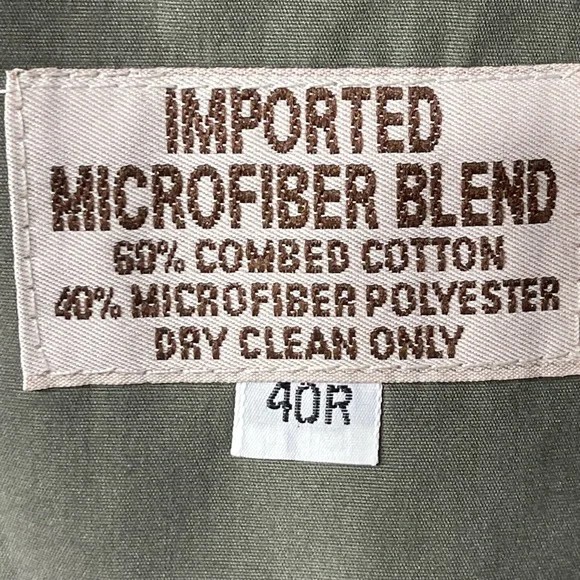 IMPORTED
MICROFIBER BLEND
60% COMBED COTTON
40% MICROFIBER POLYESTER
DRY CLEAN ONLY
40R